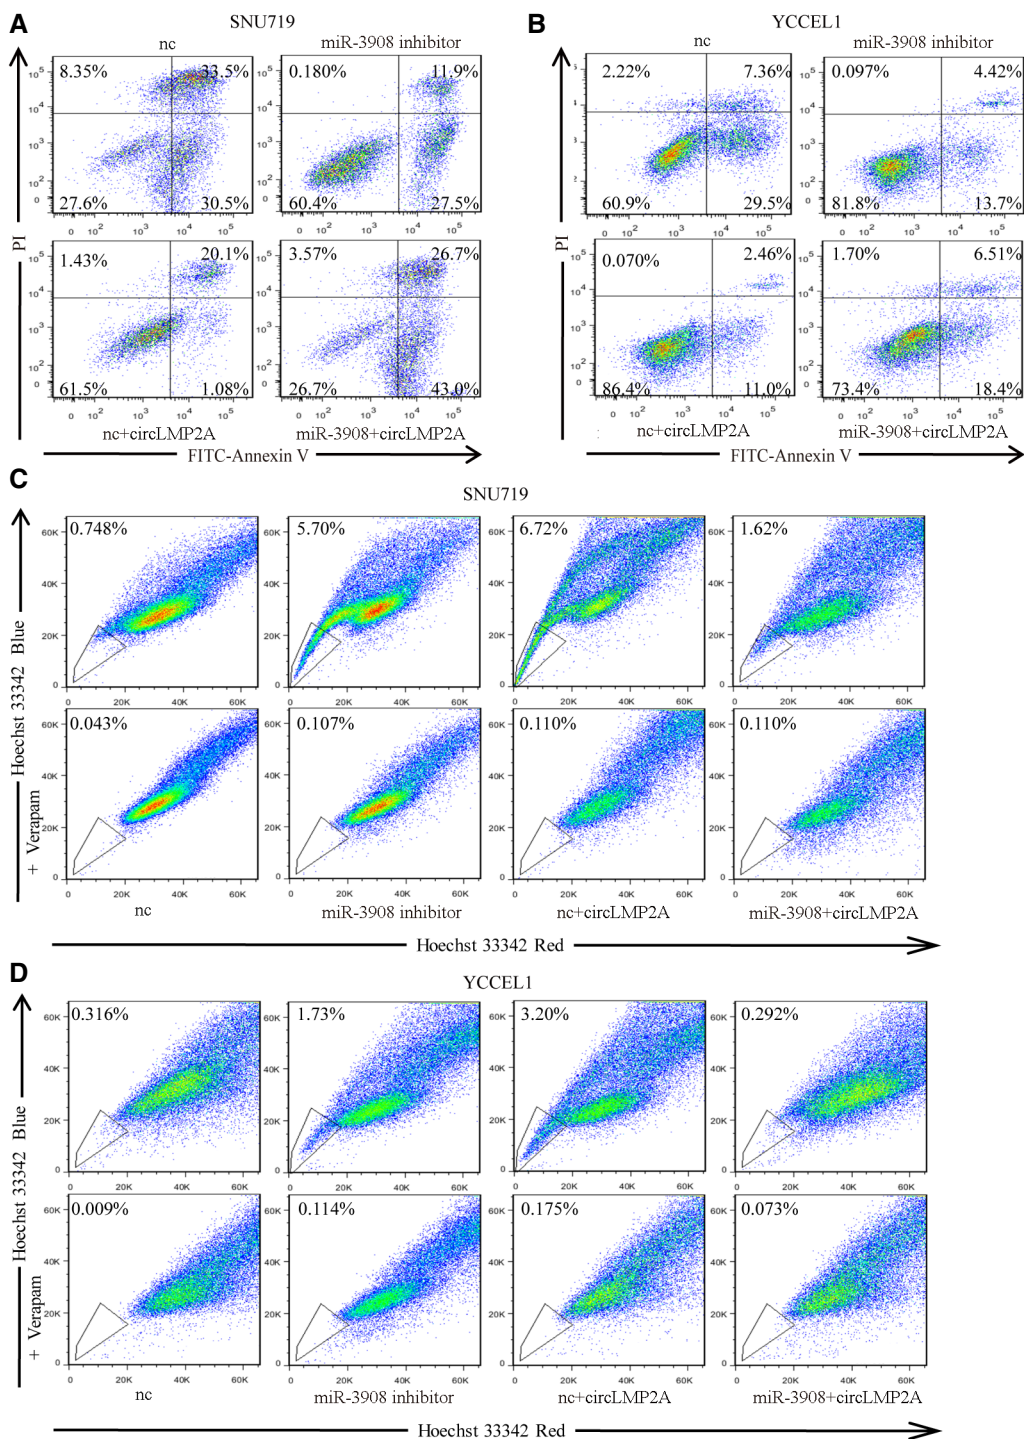 A
SNU719
nc
miR-3908 inhibitor
8.35%
33.5%
27.6%
30.5%
0.180%
11.9%
60.4%
27.5%
1.43%
20.1%
61.5%
1.08%
3.57%
26.7%
26.7%
43.0%
nc+circLMP2A
miR-3908+circLMP2A
PI
FITC-Annexin V
B
YCCEL1
nc
miR-3908 inhibitor
2.22%
7.36%
60.9%
29.5%
0.097%
4.42%
81.8%
13.7%
0.070%
2.46%
86.4%
11.0%
1.70%
6.51%
73.4%
18.4%
nc+circLMP2A
miR-3908+circLMP2A
PI
FITC-Annexin V
C
SNU719
0.748%
5.70%
6.72%
1.62%
0.043%
0.107%
0.110%
0.110%
+ Verapam
Hoechst 33342 Blue
nc
miR-3908 inhibitor
nc+circLMP2A
miR-3908+circLMP2A
Hoechst 33342 Red
D
YCCEL1
0.316%
1.73%
3.20%
0.292%
0.009%
0.114%
0.175%
0.073%
+ Verapam
Hoechst 33342 Blue
nc
miR-3908 inhibitor
nc+circLMP2A
miR-3908+circLMP2A
Hoechst 33342 Red